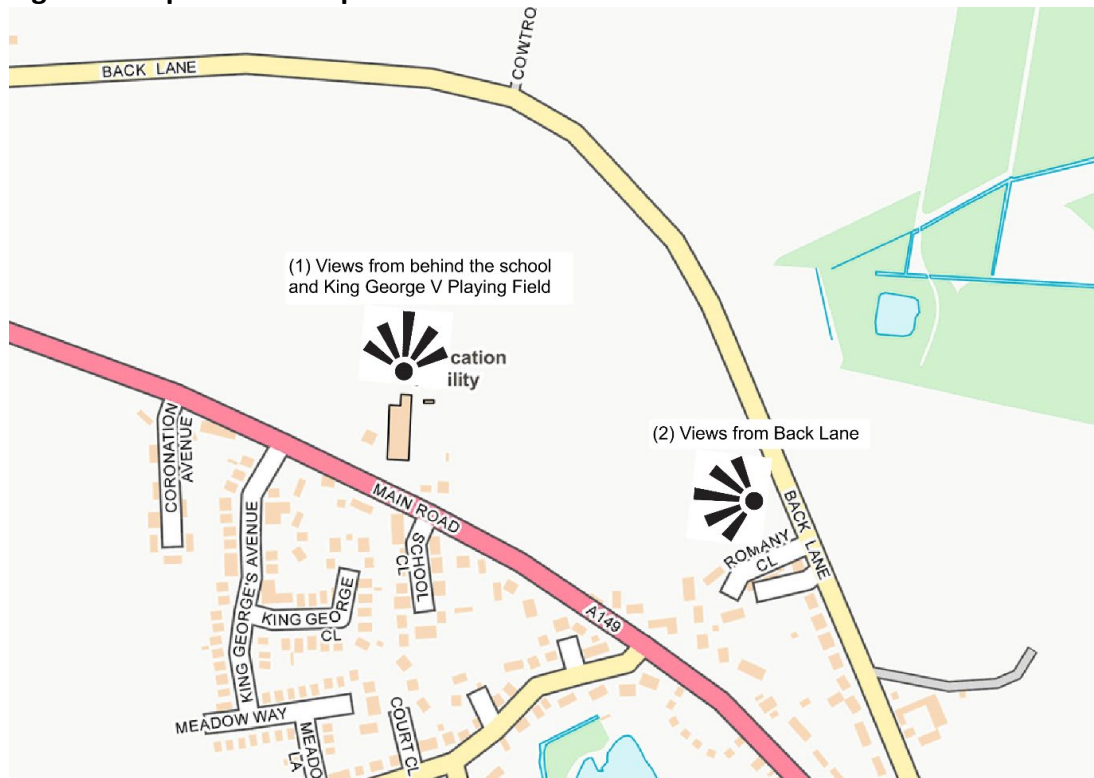 BACK LANE
COWTRO
(1) Views from behind the school
and King George V Playing Field
cation
ility
(2) Views from Back Lane
CORONATION
AVENUE
MAIN ROAD
BACK LANE
ROMANY
CL
SCHOOL
CL
KING GEORGE'S AVENUE
KING GEORGE
CL
A149
MEADOW WAY
MEADO
LA
COURT CL